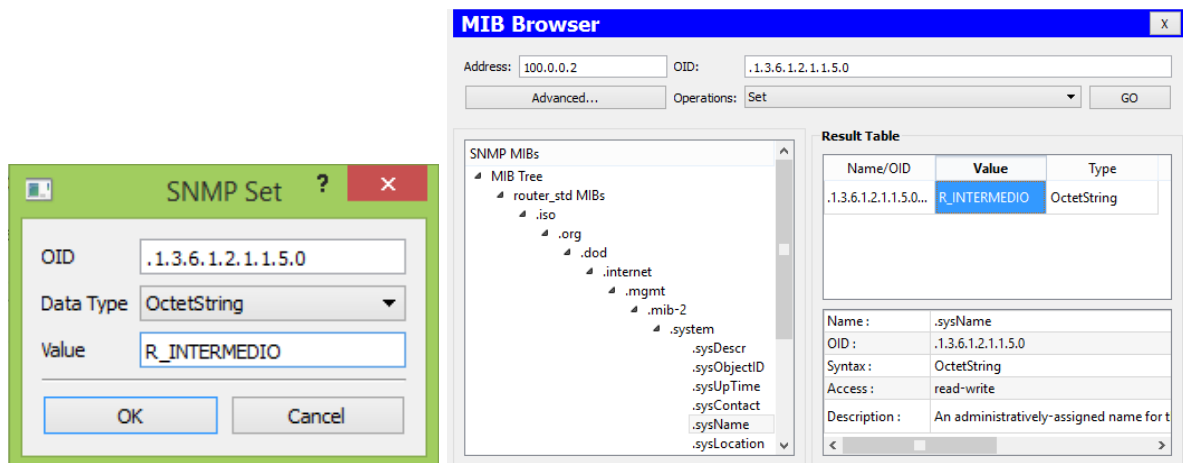 SNMP Set ? ×
OID .1.3.6.1.2.1.1.5.0
Data Type OctetString
Value R_INTERMEDIO
OK Cancel
MIB Browser X
Address: 100.0.0.2 OID: .1.3.6.1.2.1.1.5.0
Advanced... Operations: Set GO
SNMP MIBs
MIB Tree
router_std MIBs
.iso
.org
.dod
.internet
.mgmt
.mib-2
.system
.sysDescr
.sysObjectID
.sysUpTime
.sysContact
.sysName
.sysLocation
Result Table
Name/OID Value Type
.1.3.6.1.2.1.1.5.0... R_INTERMEDIO OctetString
Name : .sysName
OID : .1.3.6.1.2.1.1.5.0
Syntax : OctetString
Access : read-write
Description : An administratively-assigned name for t